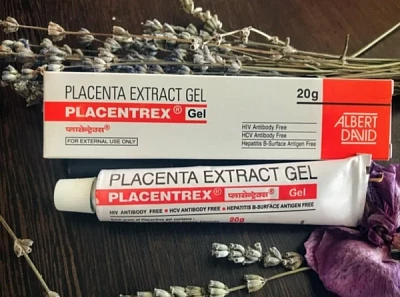 PLACENTA EXTRACT GEL 20g
PLACENTREX® Gel
प्लासेन्ट्रेक्स®
FOR EXTERNAL USE ONLY
HIV Antibody Free
HCV Antibody Free
Hepatitis B-Surface Antigen Free
ALBERT
DAVID
PLACENTA EXTRACT GEL
PLACENTREX® प्लासेन्ट्रेक्स® Gel
HIV ANTIBODY FREE ■ HCV ANTIBODY FREE ■ HEPATITIS B-SURFACE ANTIGEN FREE
20g